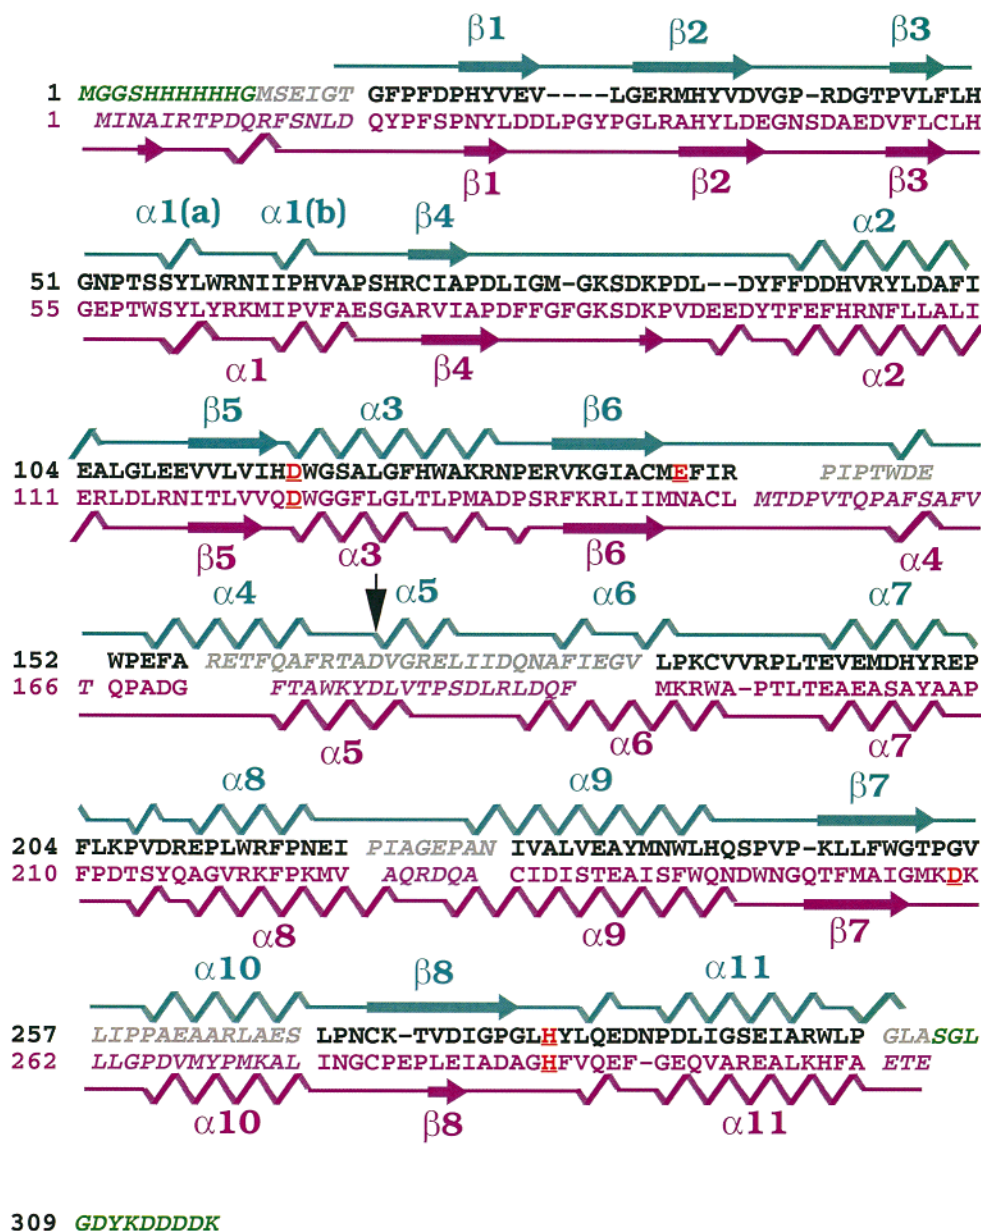 β1 β2 β3
1 MGGSHHHHHHGMSEIGT GFPFDPHYVEV----LGERMHYVDVGP-RDGTPVLFLH
1 MINAIRTPDQRFSNLD QYPFSPNYLDDLPGYPGLRAHYLDEGNSDAEDVFLCLH
β1 β2 β3
α1(a) α1(b) β4 α2
51 GNPTSSYLWRNIIPHVAPSHRCIAPDLIGM-GKSDKPDL--DYFFDDHVRYLDAFI
55 GEPTWSYLYRKMIPVFAESGARVIAPDFFGFGKSDKPVDEEDYTFEFHRNFLLALI
α1 β4 α2
β5 α3 β6
104 EALGLEEVVLVIHDWGSALGFHWAKRNPERVKGIACMEFIR PIPTWDE
111 ERLDLRNITLVVQDWGGFLGLTLPMADPSRFKRLIIMNACL MTDPVTQPAFSAFV
β5 α3 β6 α4
α4 α5 α6 α7
152 WPEFA RETFQAFRTADVGRELIIDQNAFIEGV LPKCVVRPLTEVEMDHYREP
166 T QPADG FTAWKYDLVTPSDLRLDQF MKRWA-PTLTEAEASAYAAP
α5 α6 α7
α8 α9 β7
204 FLKPVDREPLWRFPNEI PIAGEPAN IVALVEAYMNWLHQSPVP-KLLFWGTPGV
210 FPDTSYQAGVRKFPKMV AQRDQA CIDISTEAISFWQNDWNGQTFMAIGMKDK
α8 α9 β7
α10 β8 α11
257 LIPPAEAARLAES LPNCK-TVDIGPGLHYLQEDNPDLIGSEIARWLP GLASGL
262 LLGPDVMYPMKAL INGCPEPLEIADAGHFVQEF-GEQVAREALKHFA ETE
α10 β8 α11
309 GDYKDDDDK